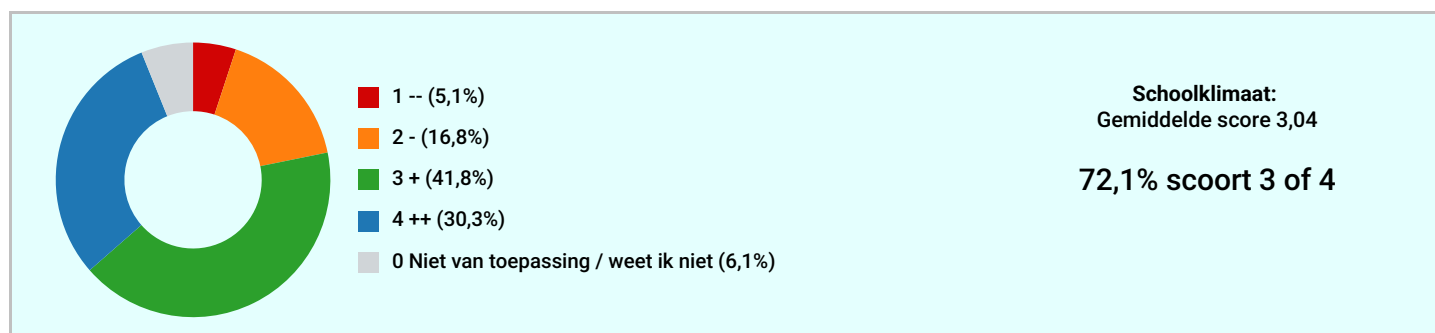 1 -- (5,1%)
2 - (16,8%)
3 + (41,8%)
4 ++ (30,3%)
0 Niet van toepassing / weet ik niet (6,1%)
Schoolklimaat:
Gemiddelde score 3,04
72,1% scoort 3 of 4